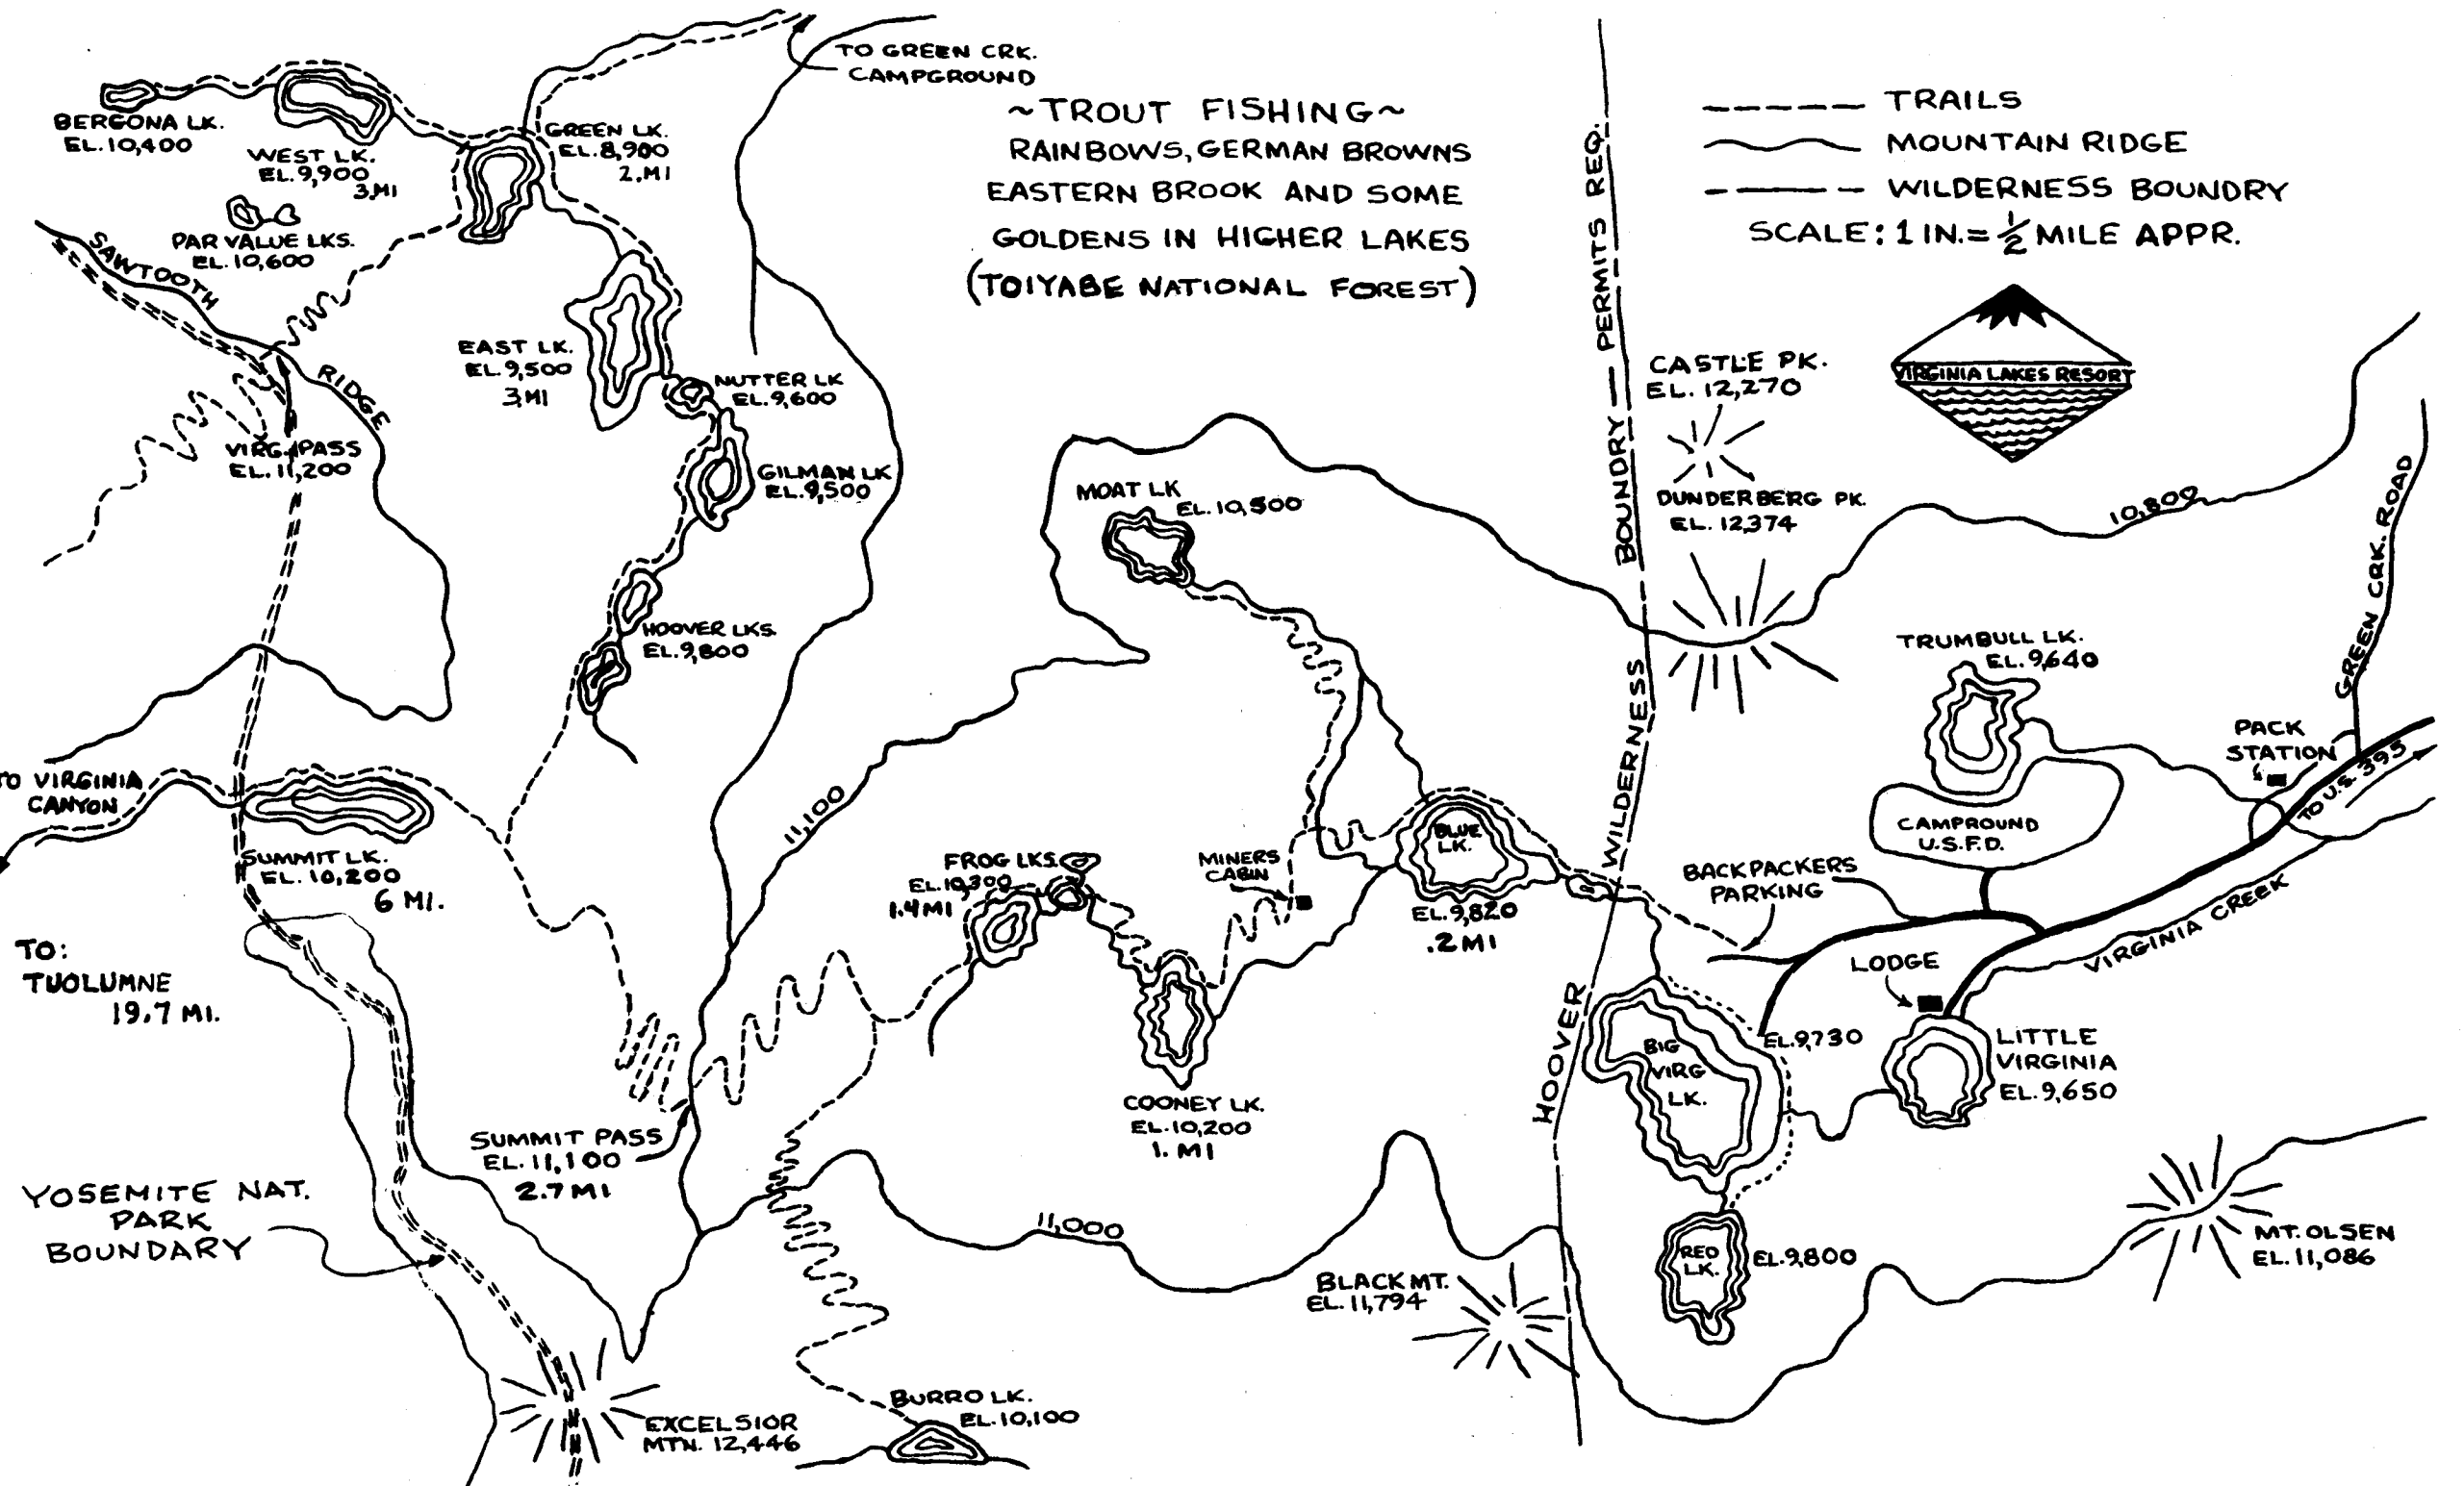 TO GREEN CRK.
CAMPGROUND
~TROUT FISHING~
RAINBOWS, GERMAN BROWNS
EASTERN BROOK AND SOME
GOLDENS IN HIGHER LAKES
(TOIYABE NATIONAL FOREST)
TRAILS
MOUNTAIN RIDGE
WILDERNESS BOUNDRY
SCALE: 1 IN. = 1/2 MILE APPR.
VIRGINIA LAKES RESORT
BERGONA LK.
EL. 10,400
WEST LK.
EL. 9,900
3.MI
GREEN LK.
EL. 8,900
2.MI
PAR VALUE LKS.
EL. 10,600
SAWTOOTH
RIDGE
EAST LK.
EL. 9,500
3.MI
NUTTER LK
EL. 9,600
VIRG. PASS
EL. 11,200
GILMAN LK
EL. 9,500
HOOVER LKS.
EL. 9,800
HOOVER WILDERNESS BOUNDRY — PERMITS REQ.
CASTLE PK.
EL. 12,270
DUNDERBERG PK.
EL. 12,374
10,800
MOAT LK
EL. 10,500
GREEN CRK. ROAD
TRUMBULL LK.
EL. 9,640
PACK
STATION
TO U.S. 395
CAMPROUND
U.S.F.D.
TO VIRGINIA
CANYON
SUMMIT LK.
EL. 10,200
6 MI.
11,100
FROG LKS.
EL. 10,300
1.4 MI
MINERS
CABIN
BLUE
LK.
EL. 9,820
.2 MI
BACKPACKERS
PARKING
VIRGINIA CREEK
LODGE
TO:
TUOLUMNE
19.7 MI.
COONEY LK.
EL. 10,200
1. MI
BIG
VIRG
LK.
EL. 9,730
LITTLE
VIRGINIA
EL. 9,650
SUMMIT PASS
EL. 11,100
2.7 MI
YOSEMITE NAT.
PARK
BOUNDARY
11,000
RED
LK.
EL. 9,800
BLACK MT.
EL. 11,794
MT. OLSEN
EL. 11,086
EXCELSIOR
MTN. 12,446
BURRO LK.
EL. 10,100